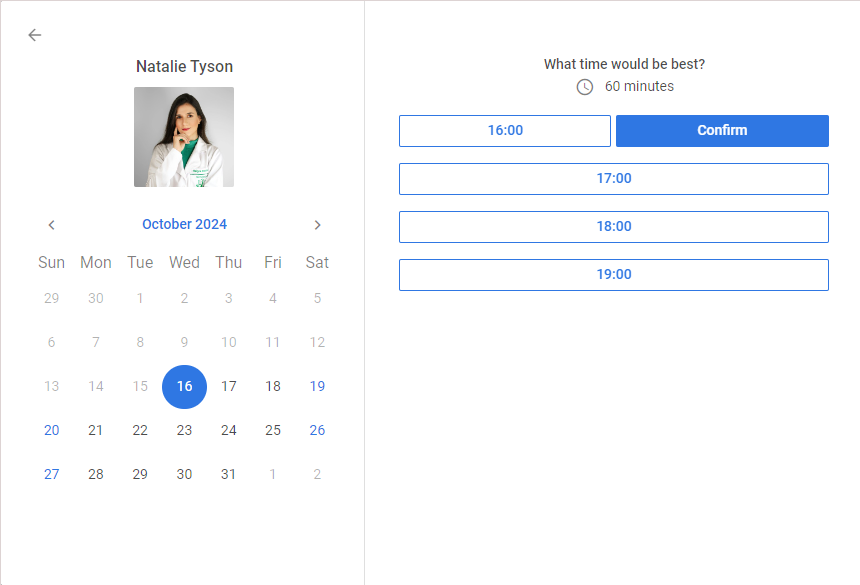 Natalie Tyson
October 2024
Sun Mon Tue Wed Thu Fri Sat
29 30 1 2 3 4 5
6 7 8 9 10 11 12
13 14 15 16 17 18 19
20 21 22 23 24 25 26
27 28 29 30 31 1 2
What time would be best?
60 minutes
16:00 Confirm
17:00
18:00
19:00